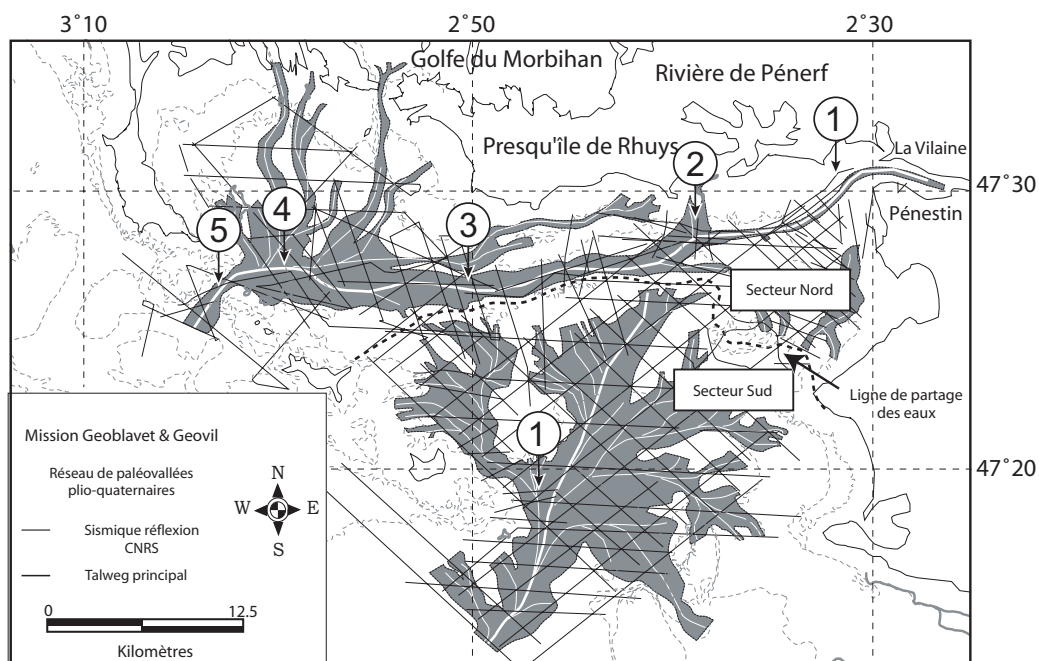 3˚10
2˚50
2˚30
Golfe du Morbihan
Rivière de Pénerf
1
Presqu'île de Rhuys
2
La Vilaine
47˚30
Pénestin
5
4
3
Secteur Nord
Secteur Sud
Ligne de partage
des eaux
1
47˚20
Mission Geoblavet & Geovil
Réseau de paléovallées
plio-quaternaires
N
W
E
S
Sismique réflexion
CNRS
Talweg principal
0
12.5
Kilomètres